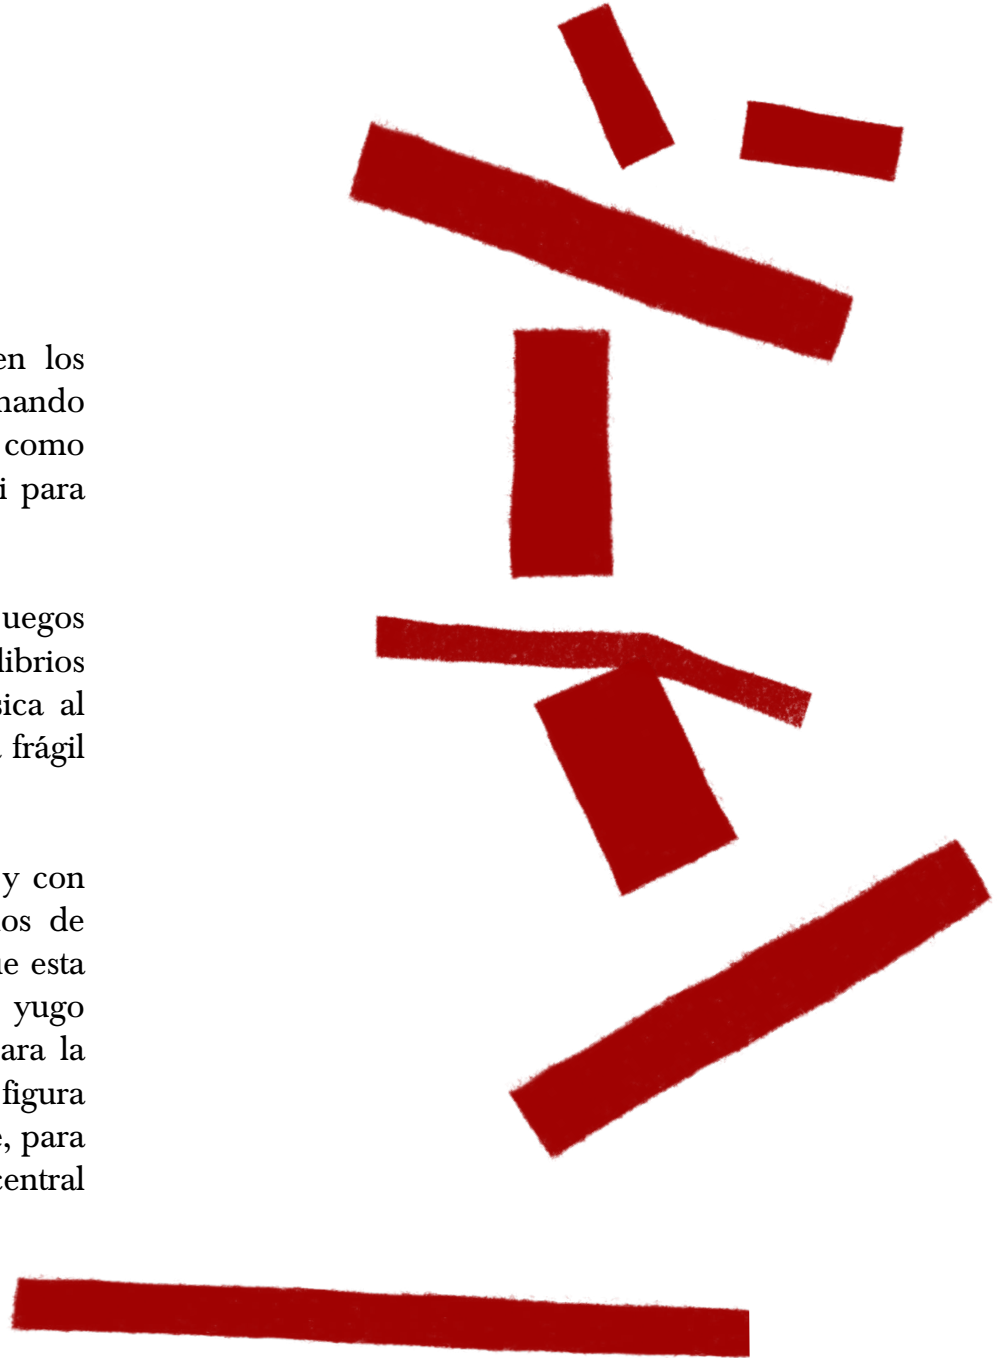 en los
nando
como
i para
uegos
librios
sica al
frágil
y con
os de
ue esta
yugo
ara la
figura
e, para
central